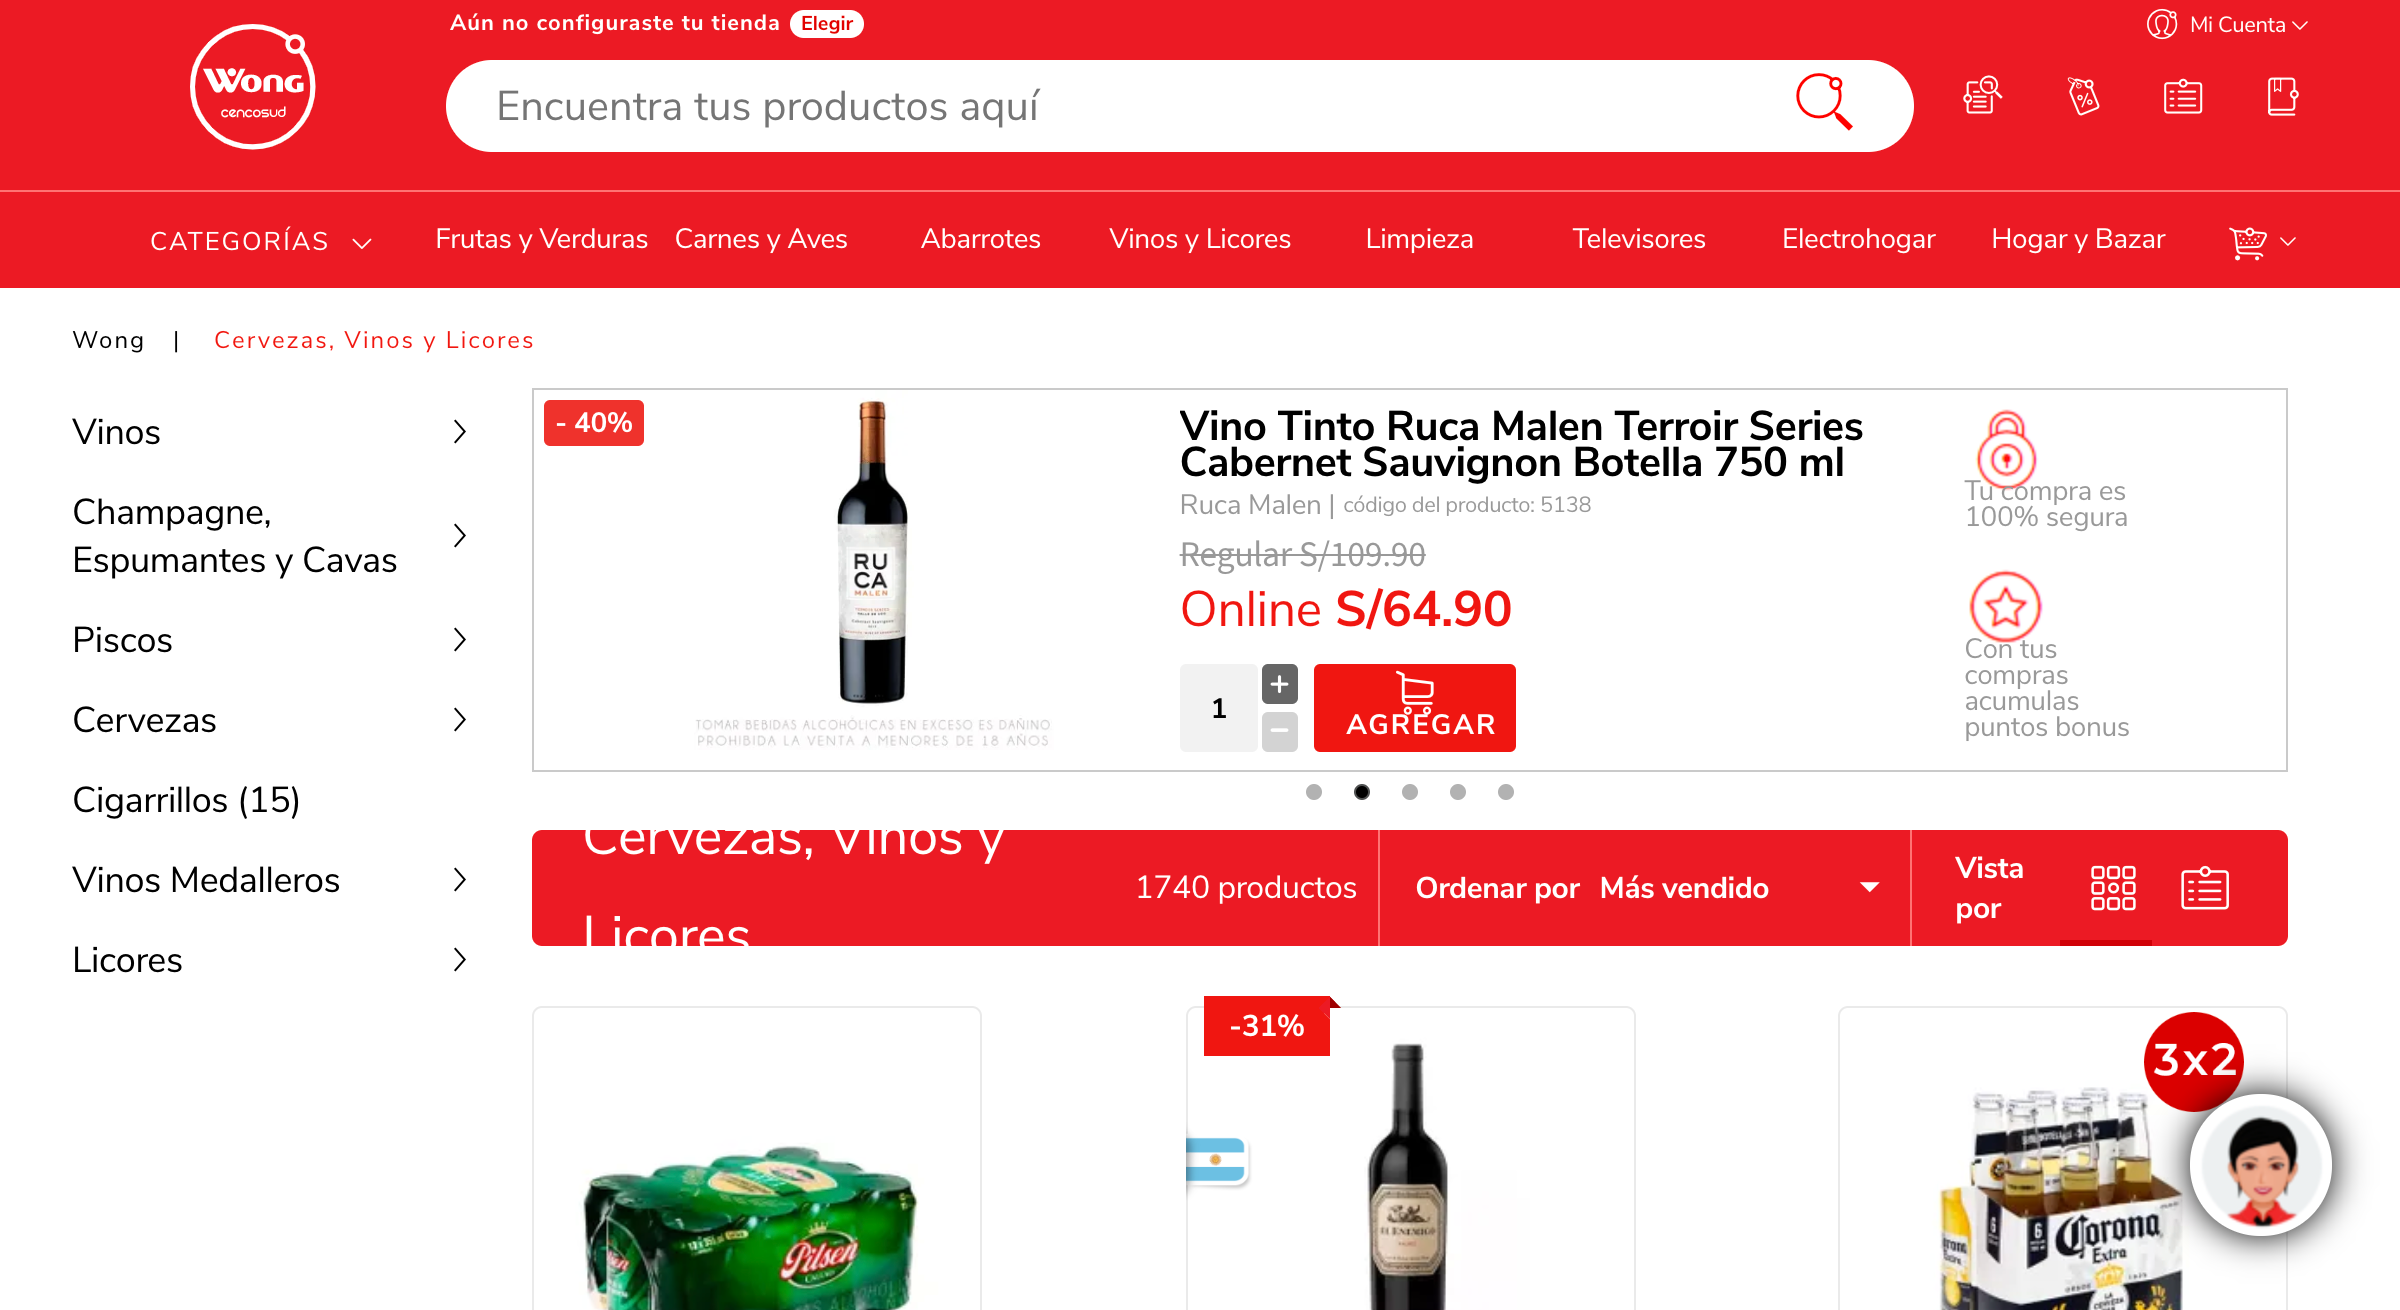 Aún no configuraste tu tienda Elegir
Mi Cuenta
Wong
cencosud
Encuentra tus productos aquí
CATEGORÍAS
Frutas y Verduras
Carnes y Aves
Abarrotes
Vinos y Licores
Limpieza
Televisores
Electrohogar
Hogar y Bazar
Wong | Cervezas, Vinos y Licores
Vinos
Champagne,
Espumantes y Cavas
Piscos
Cervezas
Cigarrillos (15)
Vinos Medalleros
Licores
- 40%
RU
CA
MALEN
TOMAR BEBIDAS ALCOHÓLICAS EN EXCESO ES DAÑINO
PROHIBIDA LA VENTA A MENORES DE 18 AÑOS
Vino Tinto Ruca Malen Terroir Series
Cabernet Sauvignon Botella 750 ml
Ruca Malen | código del producto: 5138
Regular S/109.90
Online S/64.90
1
+
−
AGREGAR
Tu compra es
100% segura
Con tus
compras
acumulas
puntos bonus
Cervezas, Vinos y
Licores
1740 productos
Ordenar por Más vendido
Vista
por
Pilsen
-31%
EL ENEMIGO
3x2
6
Corona
Extra